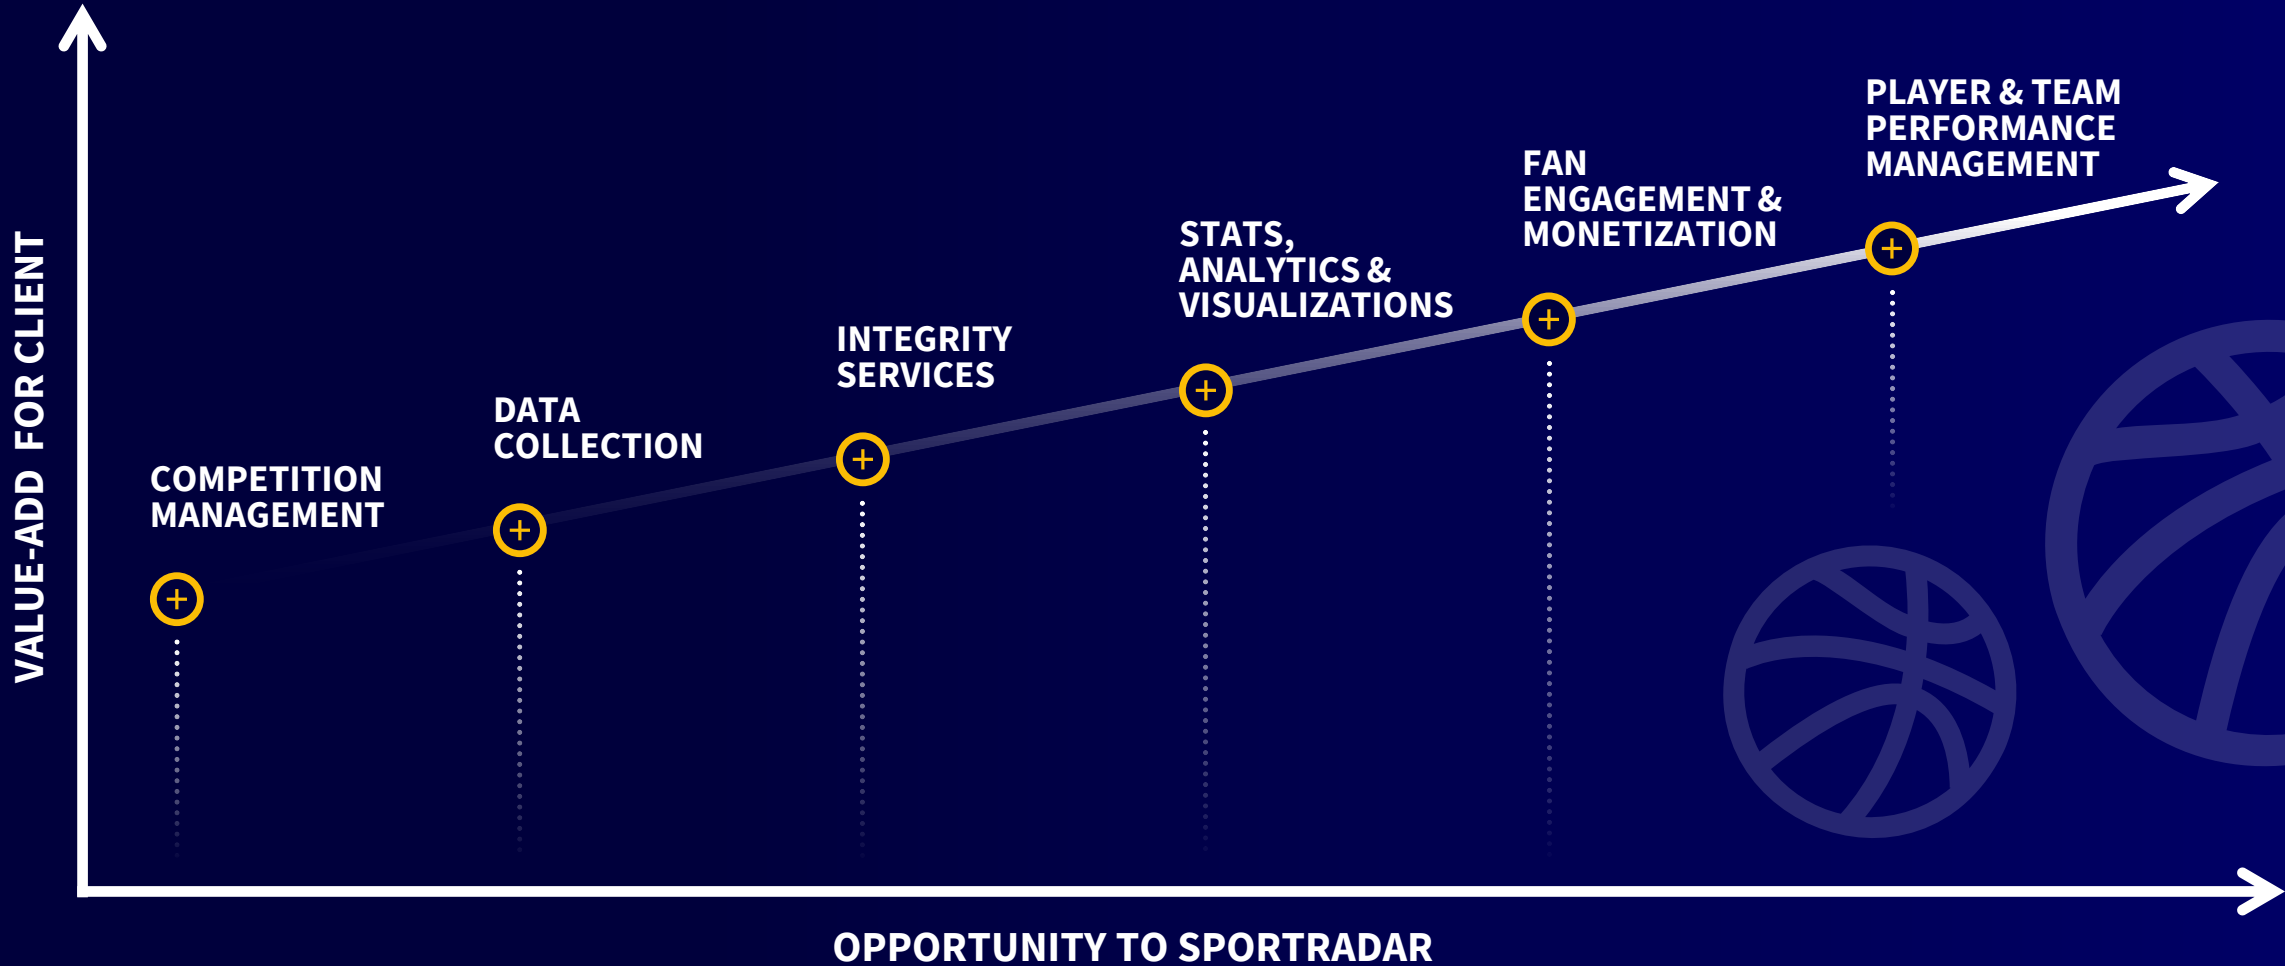 VALUE-ADD FOR CLIENT
COMPETITION
MANAGEMENT
DATA
COLLECTION
INTEGRITY
SERVICES
STATS,
ANALYTICS &
VISUALIZATIONS
FAN
ENGAGEMENT &
MONETIZATION
PLAYER & TEAM
PERFORMANCE
MANAGEMENT
OPPORTUNITY TO SPORTRADAR